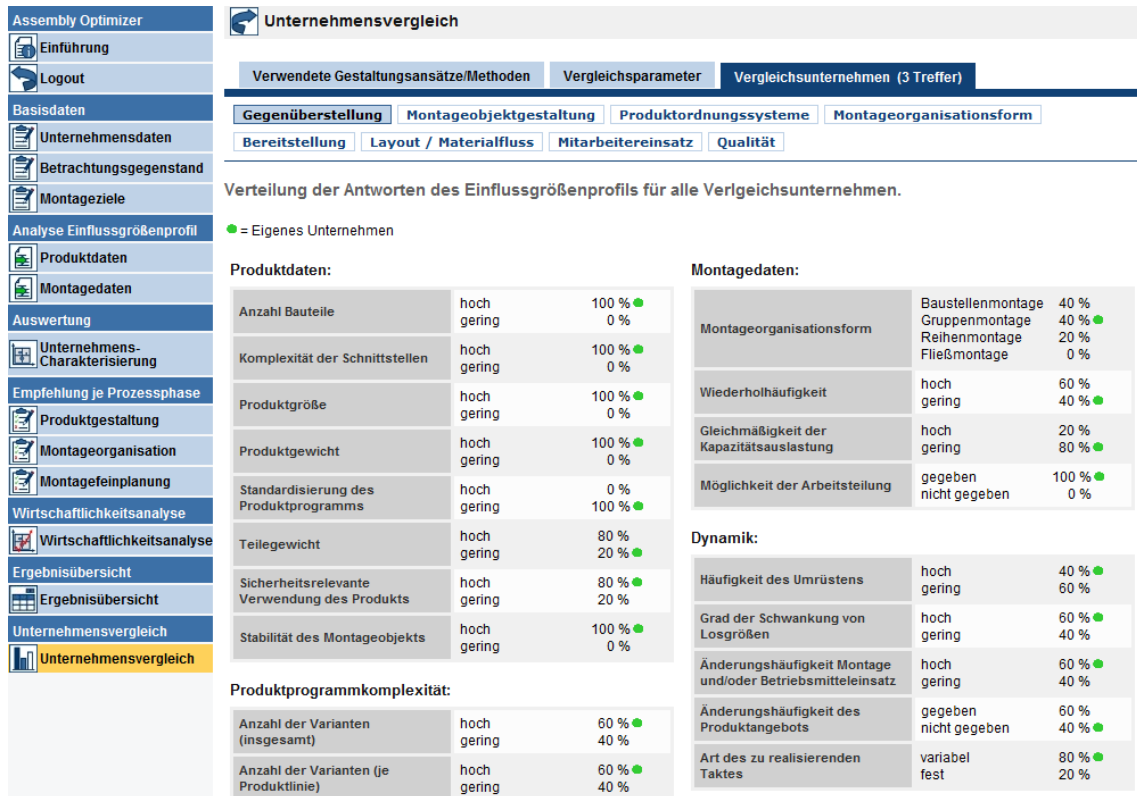 Assembly Optimizer
Einführung
Logout
Basisdaten
Unternehmensdaten
Betrachtungsgegenstand
Montageziele
Analyse Einflussgrößenprofil
Produktdaten
Montagedaten
Auswertung
Unternehmens-
Charakterisierung
Empfehlung je Prozessphase
Produktgestaltung
Montageorganisation
Montagefeinplanung
Wirtschaftlichkeitsanalyse
Wirtschaftlichkeitsanalyse
Ergebnisübersicht
Ergebnisübersicht
Unternehmensvergleich
Unternehmensvergleich
Unternehmensvergleich
Verwendete Gestaltungsansätze/Methoden Vergleichsparameter Vergleichsunternehmen (3 Treffer)
Gegenüberstellung Montageobjektgestaltung Produktordnungssysteme Montageorganisationsform
Bereitstellung Layout / Materialfluss Mitarbeitereinsatz Qualität
Verteilung der Antworten des Einflussgrößenprofils für alle Verlgeichsunternehmen.
= Eigenes Unternehmen
Produktdaten:
Anzahl Bauteile
hoch 100 %
gering 0 %
Komplexität der Schnittstellen
hoch 100 %
gering 0 %
Produktgröße
hoch 100 %
gering 0 %
Produktgewicht
hoch 100 %
gering 0 %
Standardisierung des
Produktprogramms
hoch 0 %
gering 100 %
Teilegewicht
hoch 80 %
gering 20 %
Sicherheitsrelevante
Verwendung des Produkts
hoch 80 %
gering 20 %
Stabilität des Montageobjekts
hoch 100 %
gering 0 %
Produktprogrammkomplexität:
Anzahl der Varianten
(insgesamt)
hoch 60 %
gering 40 %
Anzahl der Varianten (je
Produktlinie)
hoch 60 %
gering 40 %
Montagedaten:
Montageorganisationsform
Baustellenmontage 40 %
Gruppenmontage 40 %
Reihenmontage 20 %
Fließmontage 0 %
Wiederholhäufigkeit
hoch 60 %
gering 40 %
Gleichmäßigkeit der
Kapazitätsauslastung
hoch 20 %
gering 80 %
Möglichkeit der Arbeitsteilung
gegeben 100 %
nicht gegeben 0 %
Dynamik:
Häufigkeit des Umrüstens
hoch 40 %
gering 60 %
Grad der Schwankung von
Losgrößen
hoch 60 %
gering 40 %
Änderungshäufigkeit Montage
und/oder Betriebsmitteleinsatz
hoch 60 %
gering 40 %
Änderungshäufigkeit des
Produktangebots
gegeben 60 %
nicht gegeben 40 %
Art des zu realisierenden
Taktes
variabel 80 %
fest 20 %